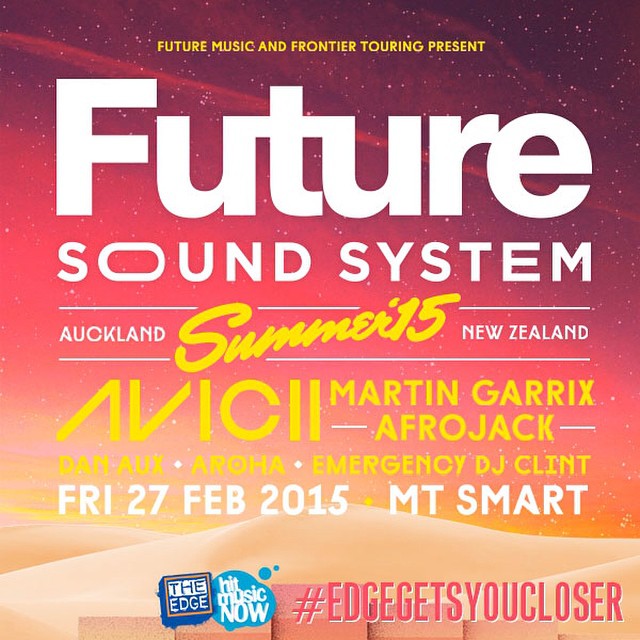 FUTURE MUSIC AND FRONTIER TOURING PRESENT
Future
SOUND SYSTEM
AUCKLAND Summer'15 NEW ZEALAND
AVICII MARTIN GARRIX
AFROJACK
DAN AUX • AROHA • EMERGENCY DJ CLINT
FRI 27 FEB 2015 • MT SMART
THE EDGE
hit music NOW
#EDGEGETSYOUCLOSER